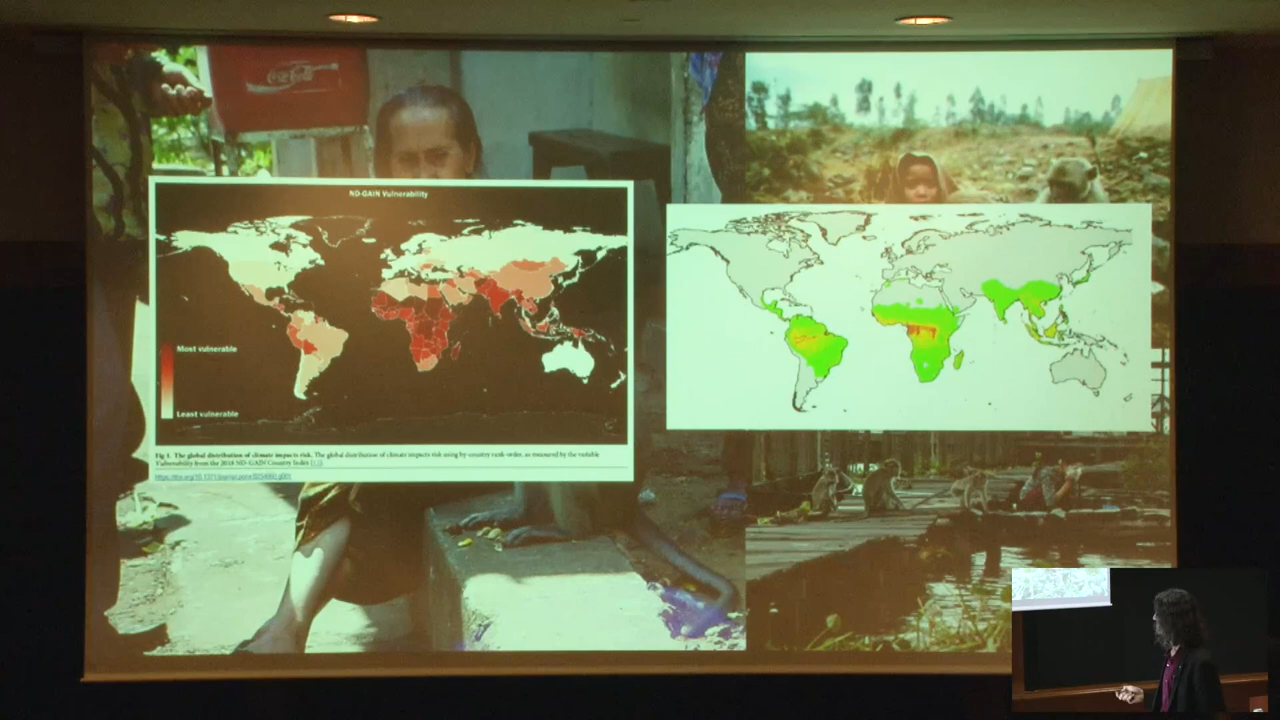 Coca-Cola
ND-GAIN Vulnerability
Most vulnerable
Least vulnerable
Fig 1. The global distribution of climate impacts risk. The global distribution of climate impacts risk using by-country rank-order, as measured by the variable
Vulnerability from the 2018 ND-GAIN Country Index